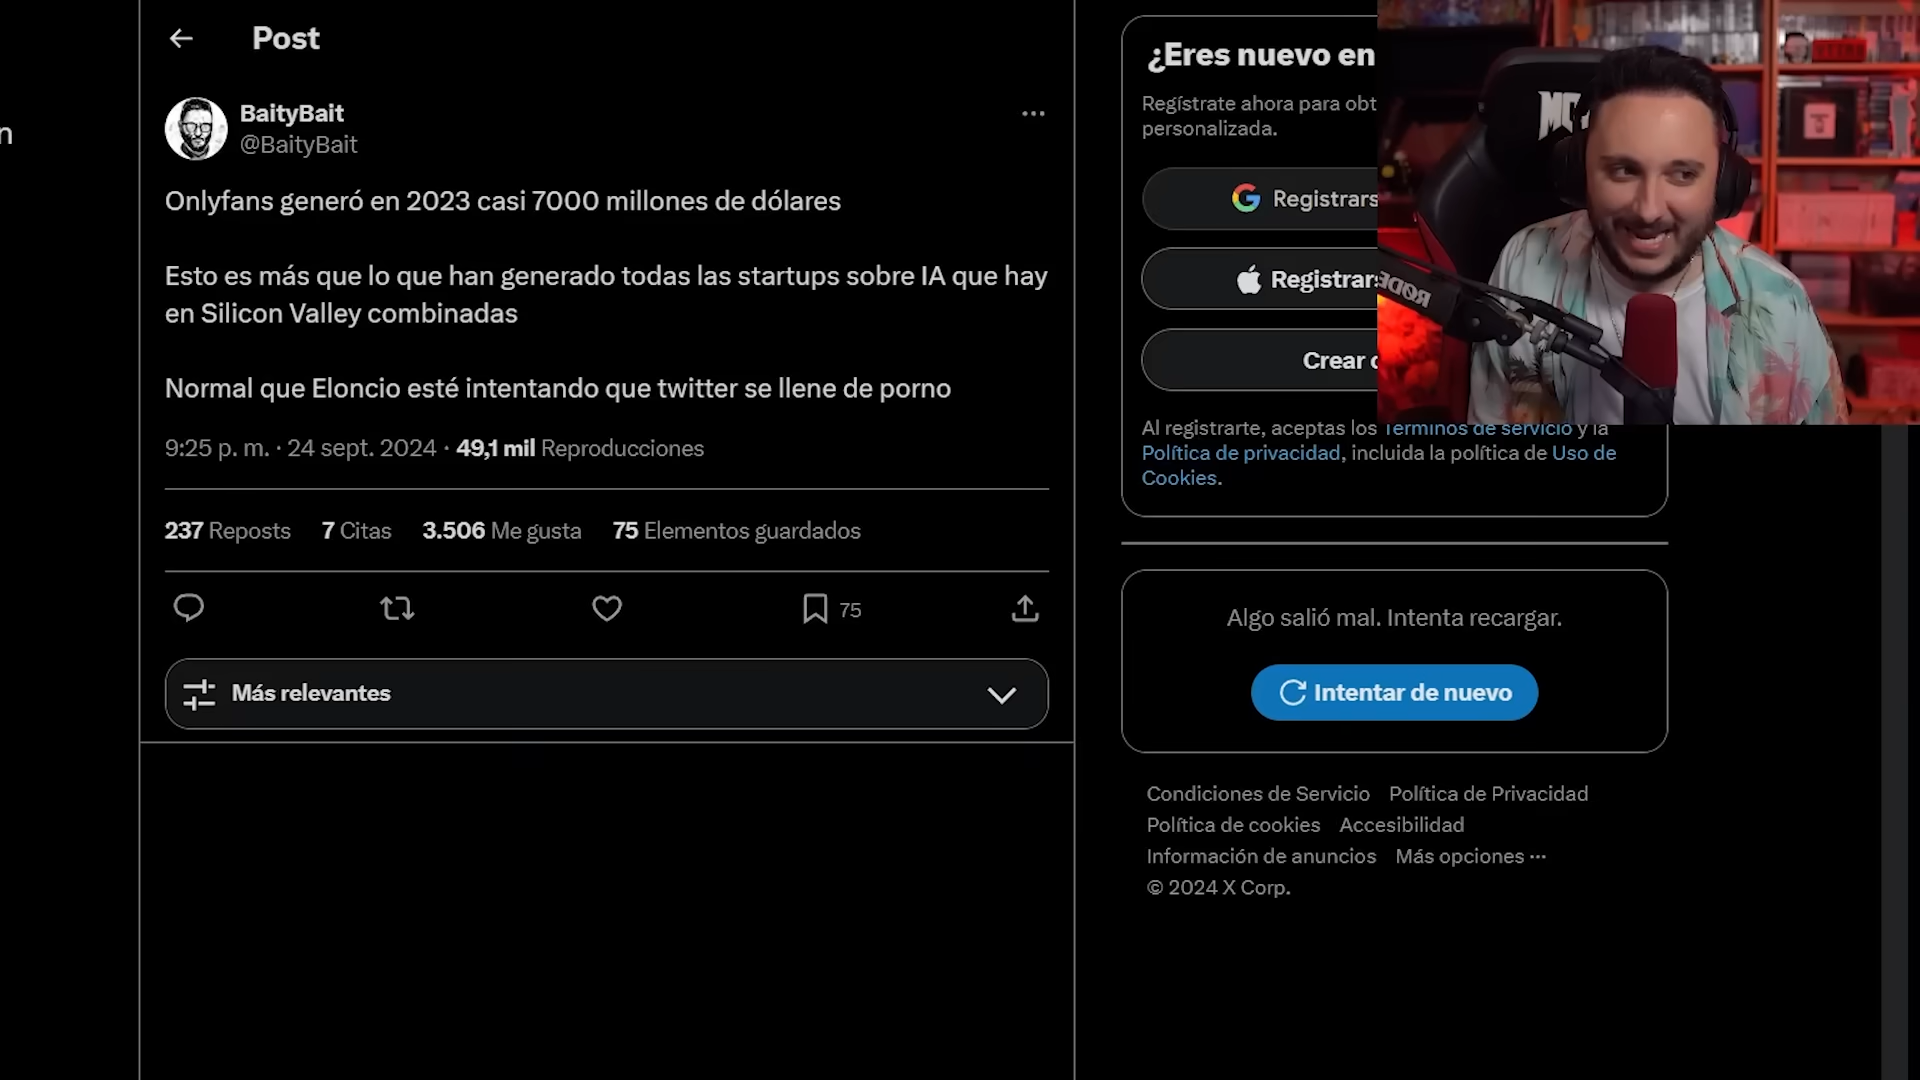 n
Post
BaityBait
@BaityBait
Onlyfans generó en 2023 casi 7000 millones de dólares
Esto es más que lo que han generado todas las startups sobre IA que hay
en Silicon Valley combinadas
Normal que Eloncio esté intentando que twitter se llene de porno
9:25 p. m. · 24 sept. 2024 · 49,1 mil Reproducciones
237 Reposts 7 Citas 3.506 Me gusta 75 Elementos guardados
75
Más relevantes
¿Eres nuevo en
Regístrate ahora para obt
personalizada.
Registrars
Registrars
Crear c
Al registrarte, aceptas los Términos de servicio y la
Política de privacidad, incluida la política de Uso de
Cookies.
Algo salió mal. Intenta recargar.
Intentar de nuevo
Condiciones de Servicio Política de Privacidad
Política de cookies Accesibilidad
Información de anuncios Más opciones ···
© 2024 X Corp.
RØDE